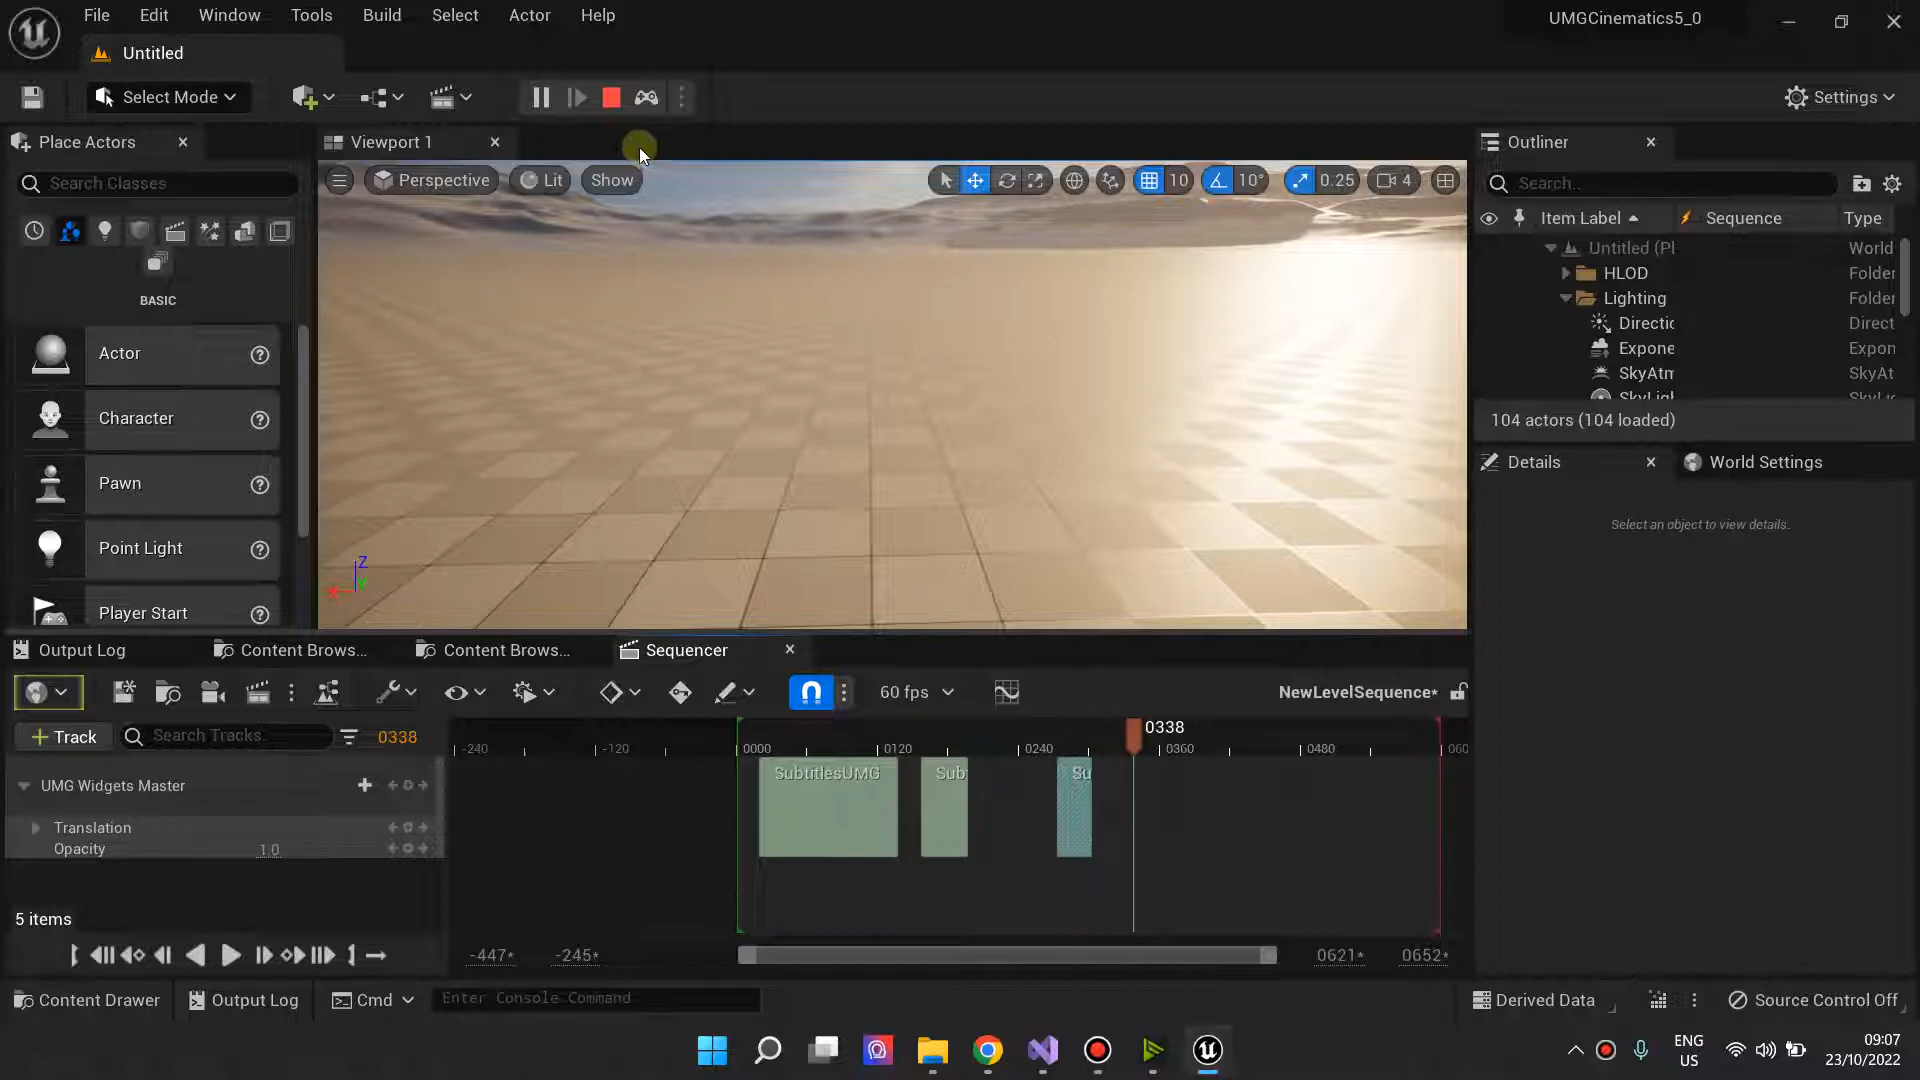 File Edit Window Tools Build Select Actor Help
UMGCinematics5_0
Untitled
Select Mode
Settings
Place Actors
Viewport 1
Outliner
Search Classes
Perspective
Lit
Show
10
10°
0.25
4
Search..
Item Label
Sequence
Type
Untitled (Pl
World
HLOD
Folder
Lighting
Folder
Directic
Direct
Expone
Expon
SkyAtm
SkyAt
SkyLigh
SkyLi
104 actors (104 loaded)
BASIC
Actor
Character
Pawn
Point Light
Player Start
Z
Y
X
Details
World Settings
Select an object to view details.
Output Log
Content Brows...
Content Brows...
Sequencer
60 fps
NewLevelSequence*
Track
Search Tracks
0338
-240
-120
0000
0120
0240
0338
0360
0480
060
UMG Widgets Master
SubtitlesUMG
Sub
Su
Translation
Opacity
1.0
5 items
-447*
-245*
0621*
0652*
Content Drawer
Output Log
Cmd
Enter Console Command
Derived Data
Source Control Off
ENG
US
09:07
23/10/2022